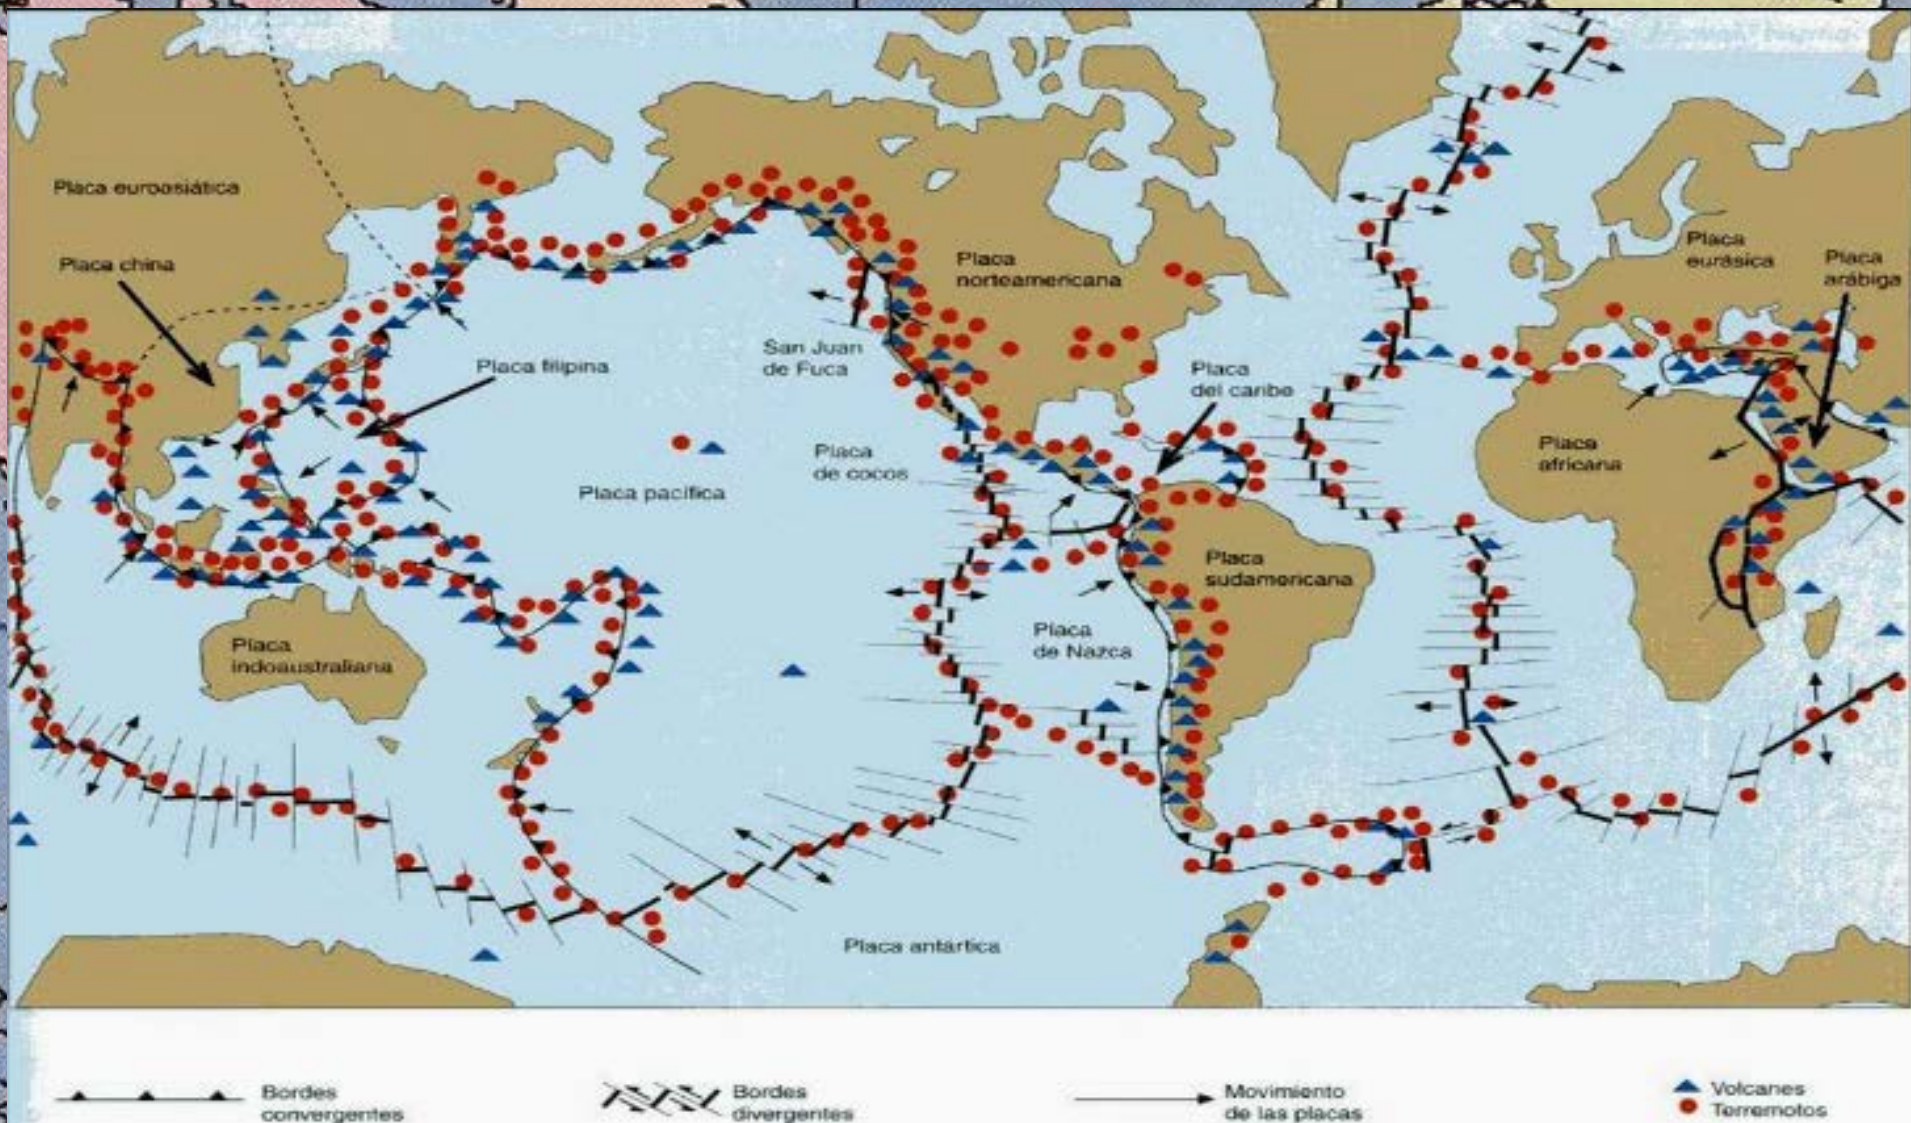 Placa euroasiática
Placa china
Placa filipina
Placa pacífica
Placa
indoaustraliana
San Juan
de Fuca
Placa
norteamericana
Placa
de cocos
Placa
del caribe
Placa
de Nazca
Placa
sudamericana
Placa antártica
Placa
eurásica
Placa
arábiga
Placa
africana
Bordes
convergentes
Bordes
divergentes
Movimiento
de las placas
Volcanes
Terremotos